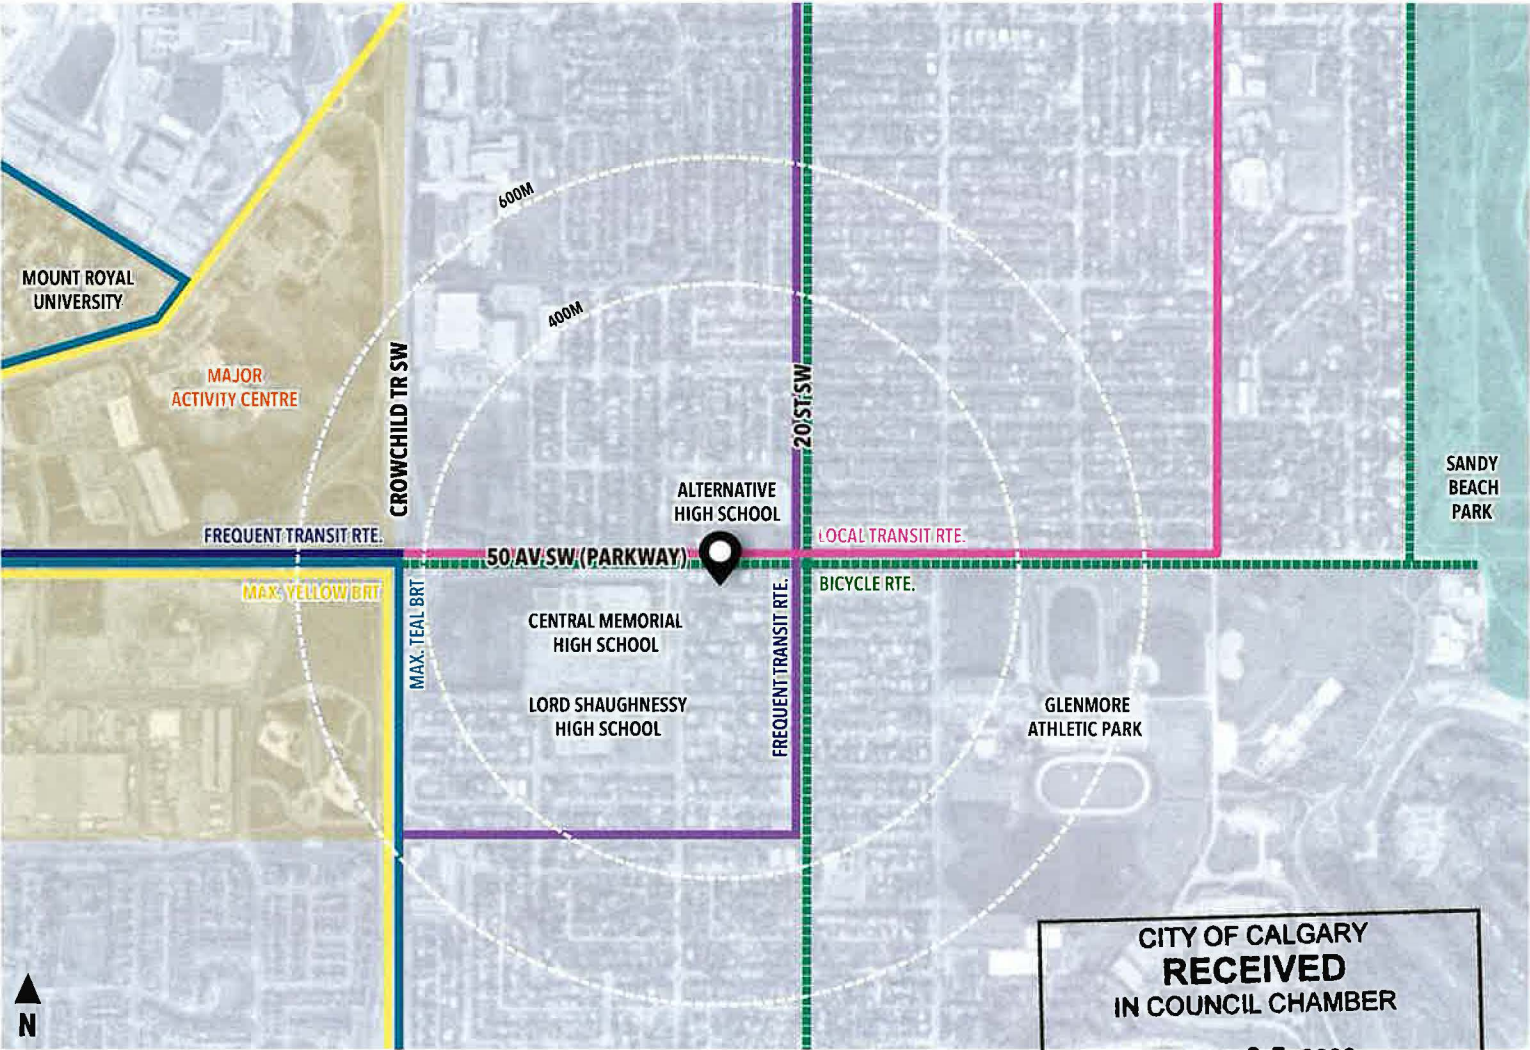 600M
400M
MOUNT ROYAL
UNIVERSITY
MAJOR
ACTIVITY CENTRE
CROWCHILD TR SW
20 ST SW
ALTERNATIVE
HIGH SCHOOL
SANDY
BEACH
PARK
FREQUENT TRANSIT RTE.
LOCAL TRANSIT RTE.
50 AV SW (PARKWAY)
MAX. YELLOW BRT
MAX. TEAL BRT
BICYCLE RTE.
FREQUENT TRANSIT RTE.
CENTRAL MEMORIAL
HIGH SCHOOL
LORD SHAUGHNESSY
HIGH SCHOOL
GLENMORE
ATHLETIC PARK
CITY OF CALGARY
RECEIVED
IN COUNCIL CHAMBER
N